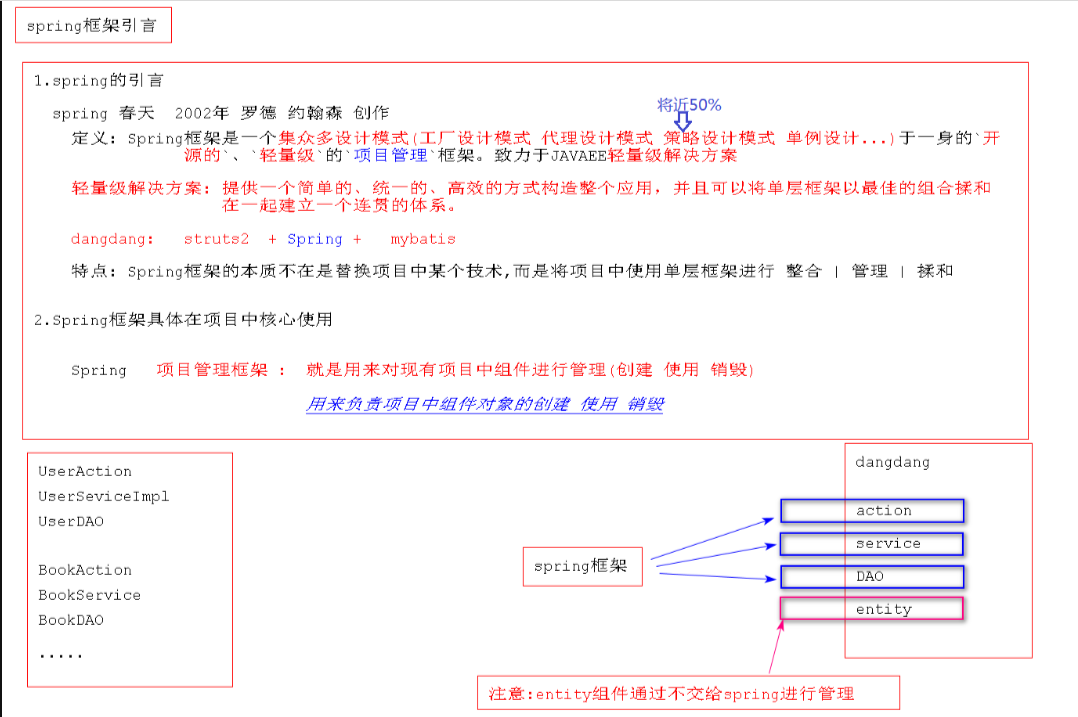 spring框架引言
1.spring的引言
spring 春天 2002年 罗德 约翰森 创作
将近50%
定义: Spring框架是一个集众多设计模式(工厂设计模式 代理设计模式 策略设计模式 单例设计...)于一身的`开
源的`、`轻量级`的`项目管理`框架。致力于JAVAEE轻量级解决方案
轻量级解决方案: 提供一个简单的、统一的、高效的方式构造整个应用, 并且可以将单层框架以最佳的组合揉和
在一起建立一个连贯的体系。
dangdang: struts2 + Spring + mybatis
特点: Spring框架的本质不在是替换项目中某个技术,而是将项目中使用单层框架进行 整合 | 管理 | 揉和
2.Spring框架具体在项目中核心使用
Spring 项目管理框架 : 就是用来对现有项目中组件进行管理(创建 使用 销毁)
用来负责项目中组件对象的创建 使用 销毁
UserAction
UserSeviceImpl
UserDAO
BookAction
BookService
BookDAO
.....
spring框架
dangdang
action
service
DAO
entity
注意:entity组件通过不交给spring进行管理